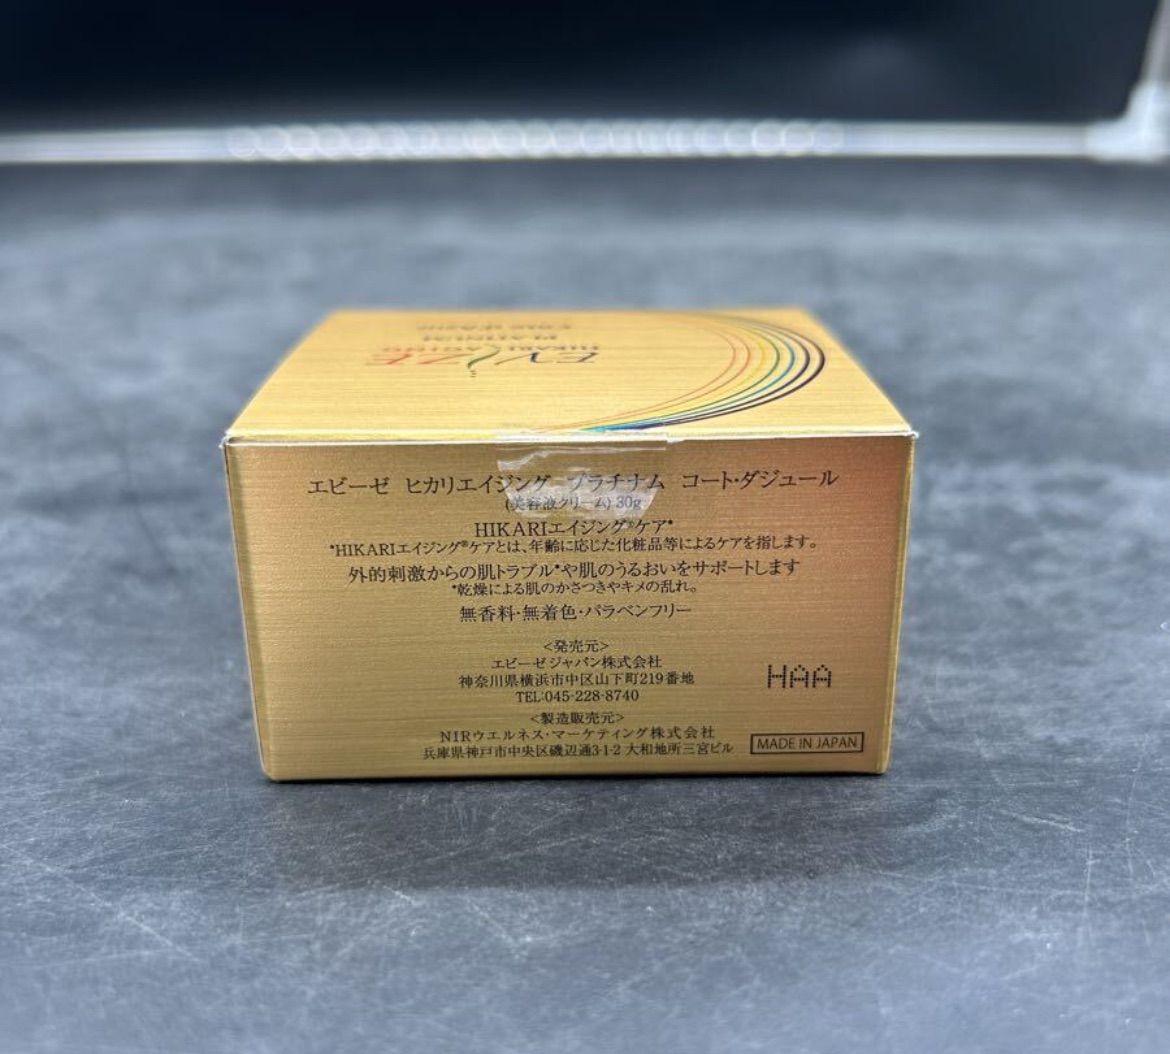 EVIZE
HIKARI AGING
PLATINUM
エビーゼ ヒカリエイジング プラチナム コート・ダジュール
(美容液クリーム) 30g
HIKARIエイジング®ケア*
*HIKARIエイジング®ケアとは、年齢に応じた化粧品等によるケアを指します。
外的刺激からの肌トラブル*や肌のうるおいをサポートします
*乾燥による肌のかさつきやキメの乱れ。
無香料・無着色・パラベンフリー
<発売元>
エビーゼジャパン株式会社
神奈川県横浜市中区山下町219番地
TEL:045-228-8740
HAA
<製造販売元>
NIRウエルネス・マーケティング株式会社
兵庫県神戸市中央区磯辺通3-1-2 大和地所三宮ビル
MADE IN JAPAN